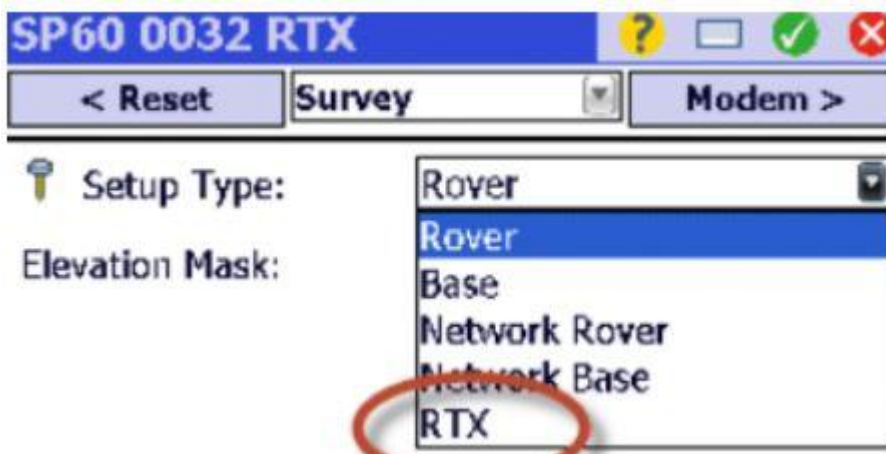 SP60 0032 RTX ?
< Reset Survey Modem >
Setup Type: Rover
Rover
Elevation Mask:
Base
Network Rover
Network Base
RTX